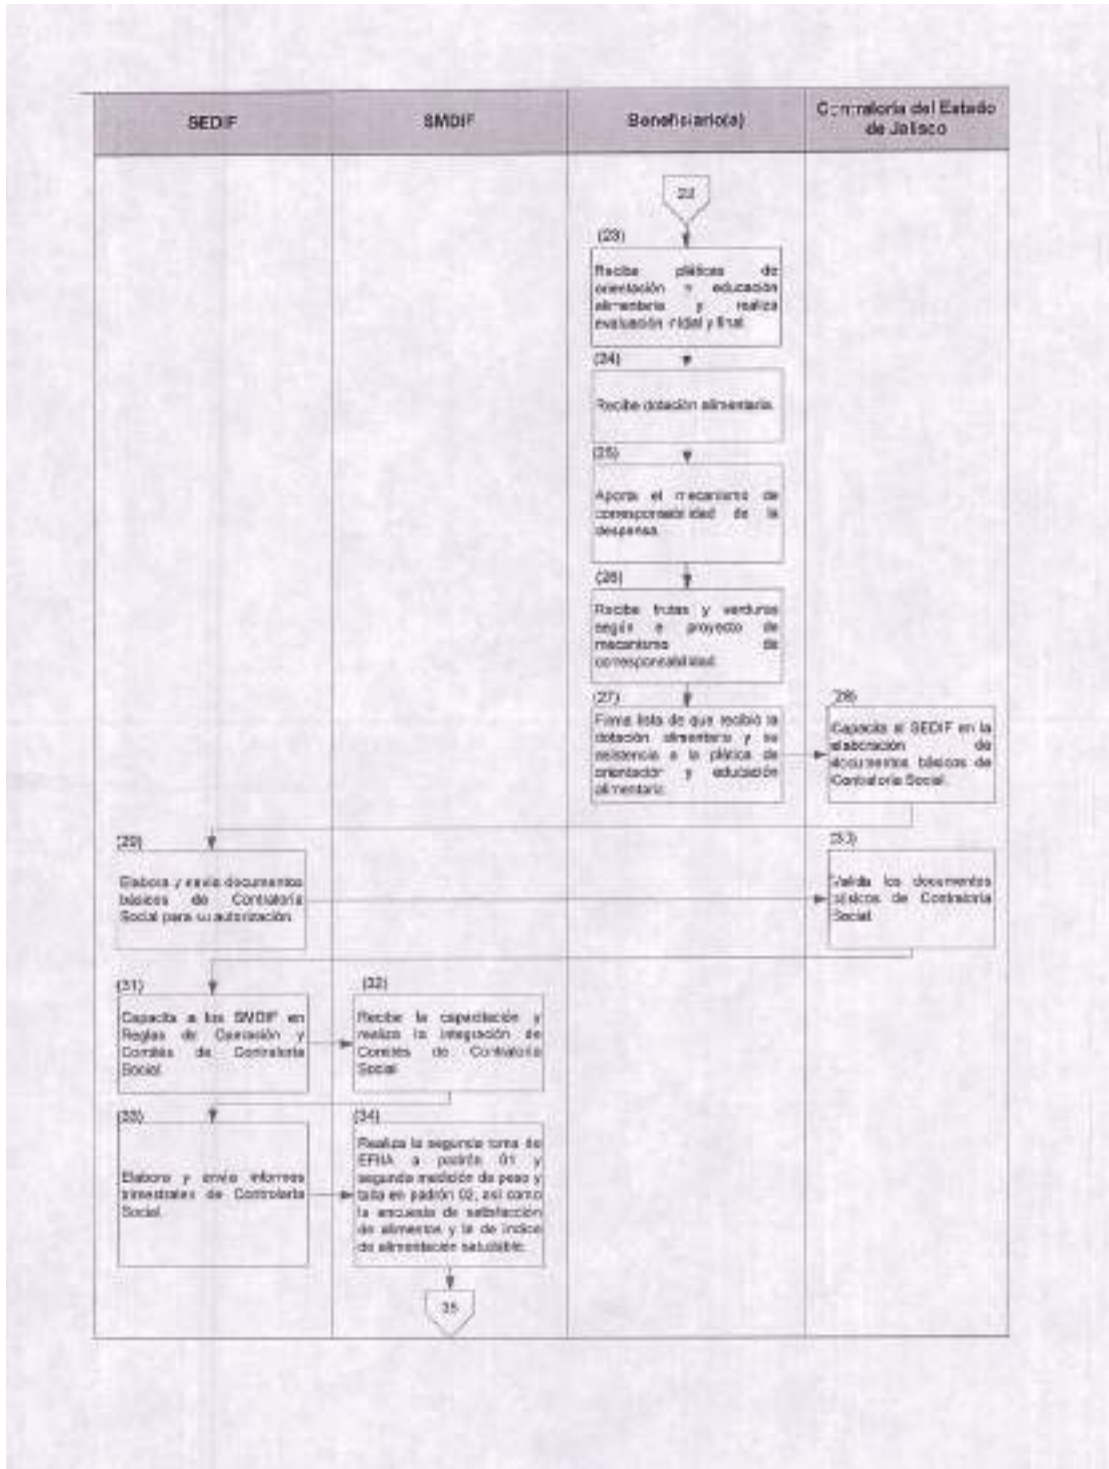 SEDIF
SMDIF
Beneficiario(a)
Contraloría del Estado
de Jalisco
(23)
Recibe pláticas de
orientación y educación
alimentaria y realiza
evaluación inicial y final.
(24)
Recibe dotación alimentaria.
(25)
Aporta el mecanismo de
corresponsabilidad de la
despensa.
(26)
Recibe frutas y verduras
según e proyecto de
mecanismo de
corresponsabilidad.
(27)
Firma lista de que recibió la
dotación alimentaria y su
asistencia a la plática de
orientación y educación
alimentaria.
(28)
Capacita al SEDIF en la
elaboración de
documentos básicos de
Contraloría Social.
(29)
Elabora y envía documentos
básicos de Contraloría
Social para su autorización.
(30)
Valida los documentos
básicos de Contraloría
Social.
(31)
Capacita a los SMDIF en
Reglas de Operación y
Comités de Contraloría
Social.
(32)
Recibe la capacitación y
realiza la integración de
Comités de Contraloría
Social
(33)
Elabora y envía informes
trimestrales de Contraloría
Social.
(34)
Realiza la segunda toma de
a padrón 01 y
segunda medición de peso y
talla en padrón 02, así como
la encuesta de satisfacción
de alimentos y la de índice
de alimentación saludable.
35